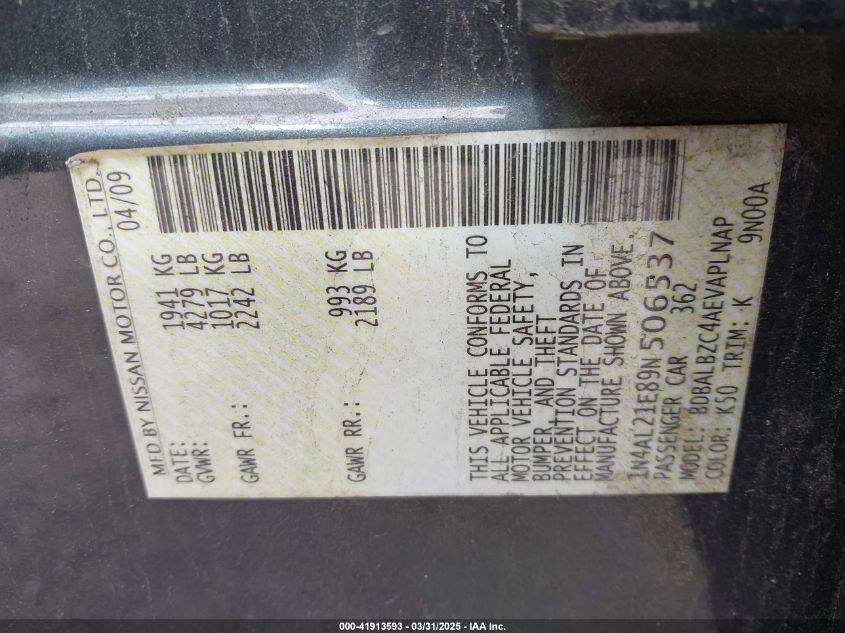 MFD BY NISSAN MOTOR CO., LTD.
DATE: 04/09
GVWR: 1941 KG
4279 LB
GAWR FR.: 1017 KG
2242 LB
GAWR RR.: 993 KG
2189 LB
THIS VEHICLE CONFORMS TO
ALL APPLICABLE FEDERAL
MOTOR VEHICLE SAFETY,
BUMPER, AND THEFT
PREVENTION STANDARDS IN
EFFECT ON THE DATE OF
MANUFACTURE SHOWN ABOVE.
1N4AL21E89N506537
PASSENGER CAR 362
MODEL: BDBALBZC4AEVAPLNAP
COLOR: K50 TRIM: K 9N00A
000-41913593 - 03/31/2025 - IAA Inc.